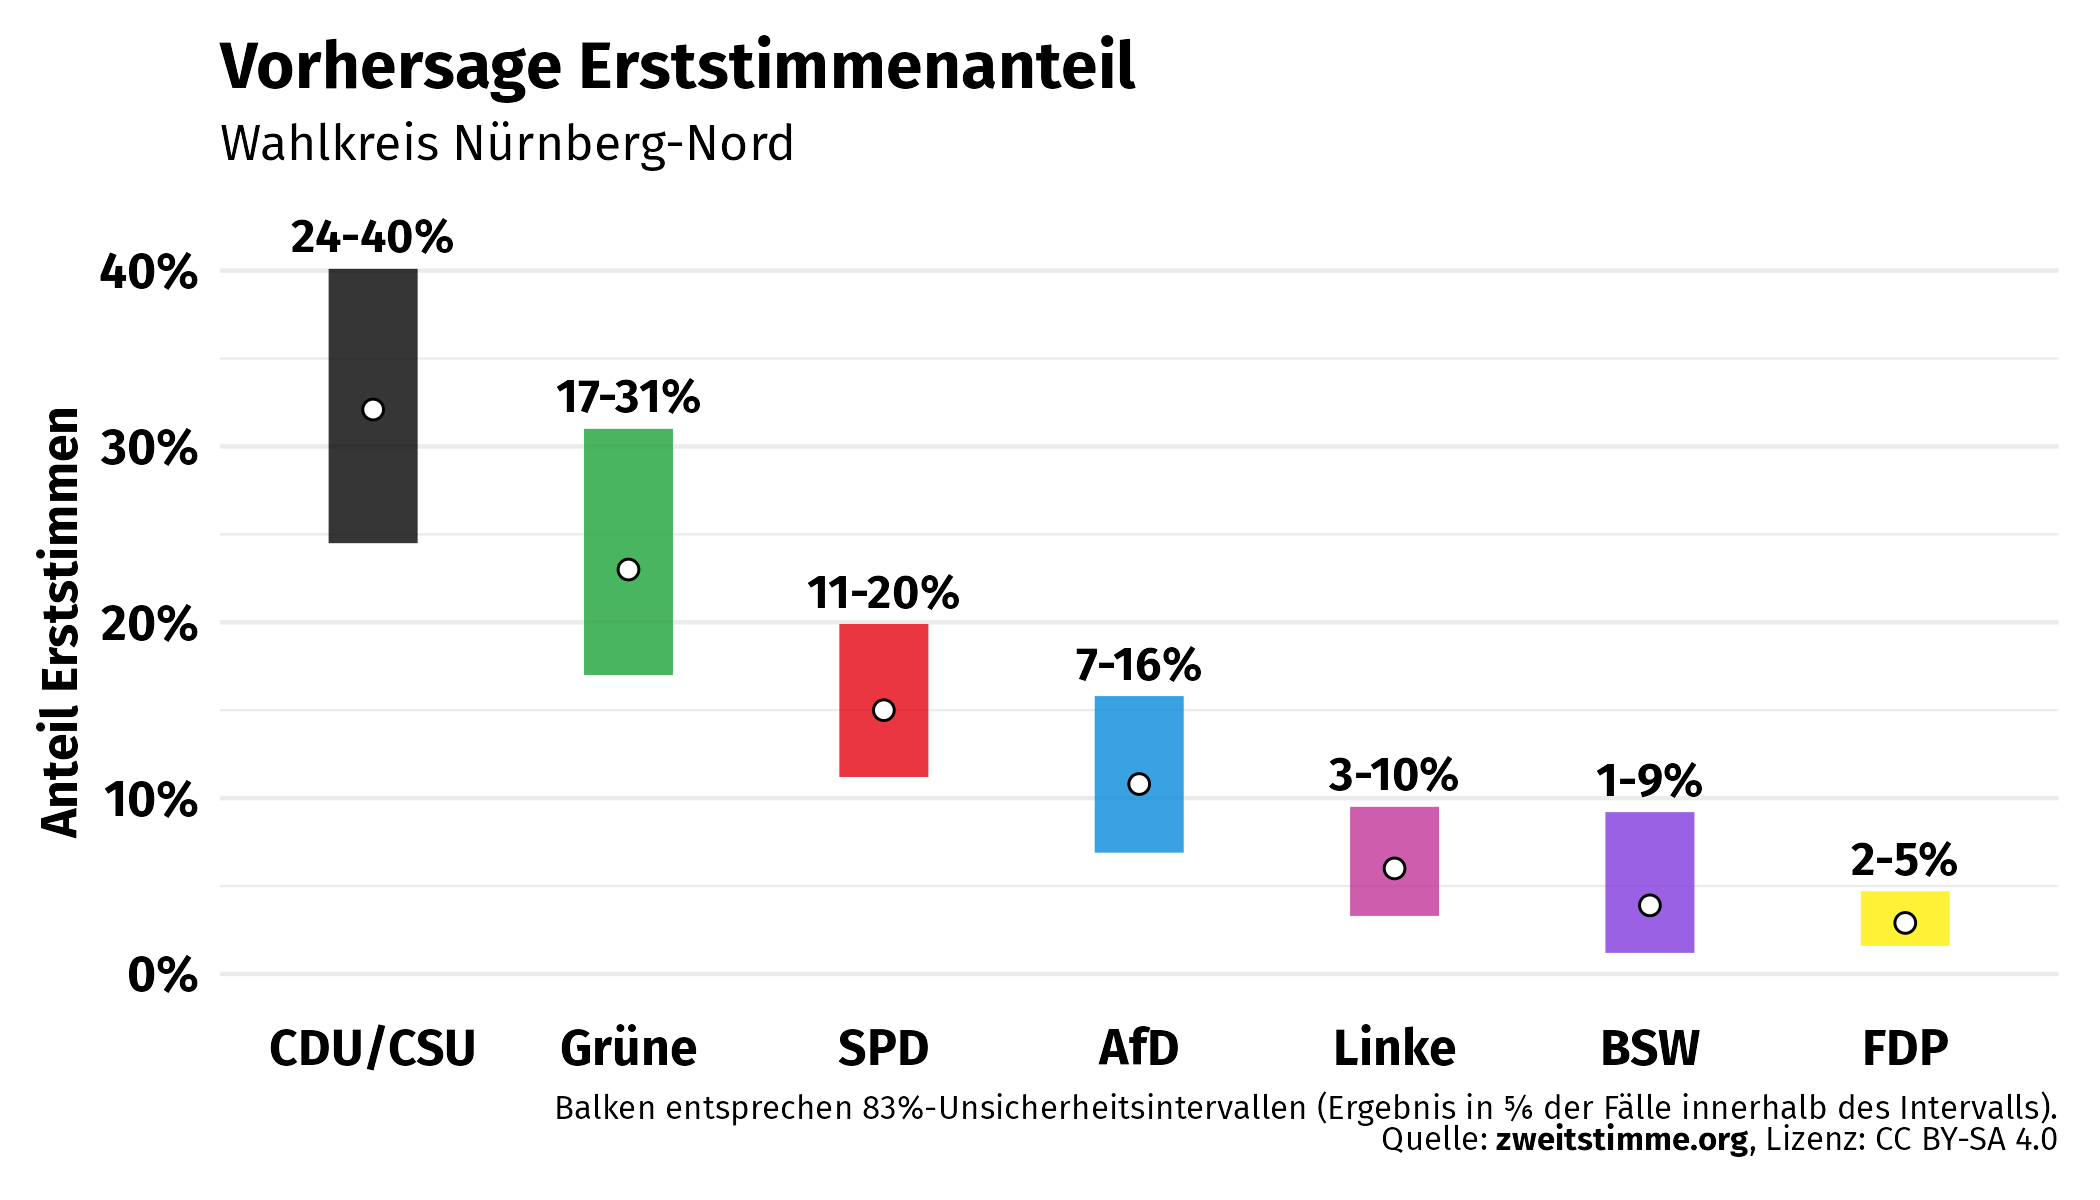 Vorhersage Erststimmenanteil
Wahlkreis Nürnberg-Nord
Anteil Erststimmen
40%
30%
20%
10%
0%
24-40%
17-31%
11-20%
7-16%
3-10%
1-9%
2-5%
CDU/CSU
Grüne
SPD
AfD
Linke
BSW
FDP
Balken entsprechen 83%-Unsicherheitsintervallen (Ergebnis in ⅚ der Fälle innerhalb des Intervalls).
Quelle: zweitstimme.org, Lizenz: CC BY-SA 4.0